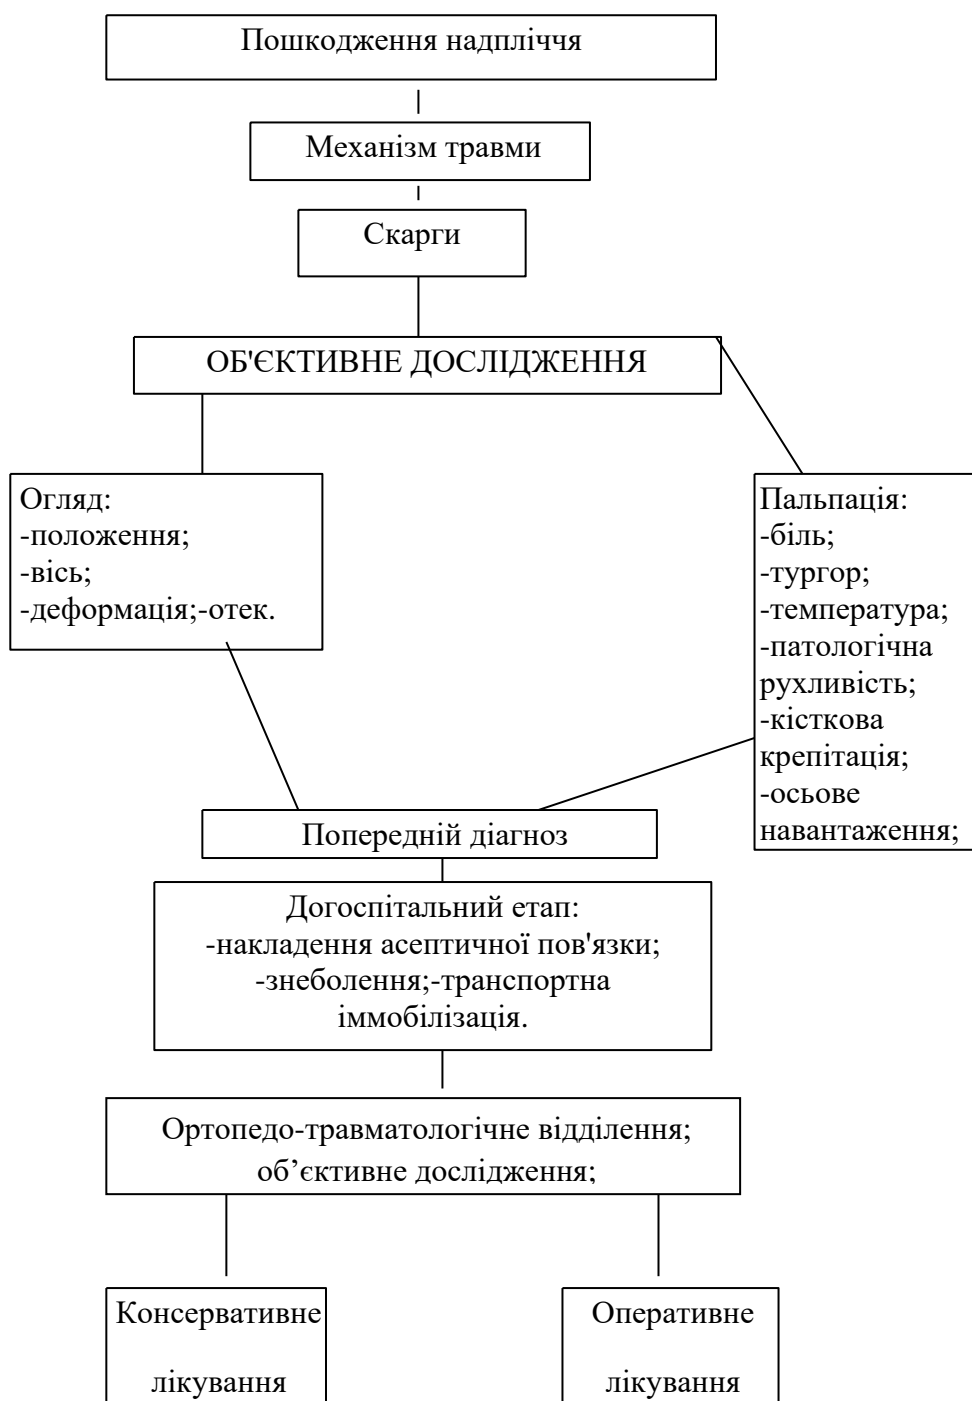 Пошкодження надпліччя
Механізм травми
Скарги
ОБ'ЄКТИВНЕ ДОСЛІДЖЕННЯ
Огляд:
-положення;
-вісь;
-деформація;-отек.
Пальпація:
-біль;
-тургор;
-температура;
-патологічна
рухливість;
-кісткова
крепітація;
-осьове
навантаження;
Попередній діагноз
Догоспітальний етап:
-накладення асептичної пов'язки;
-знеболення;-транспортна
іммобілізація.
Ортопедо-травматологічне відділення;
об’єктивне дослідження;
Консервативне
лікування
Оперативне
лікування